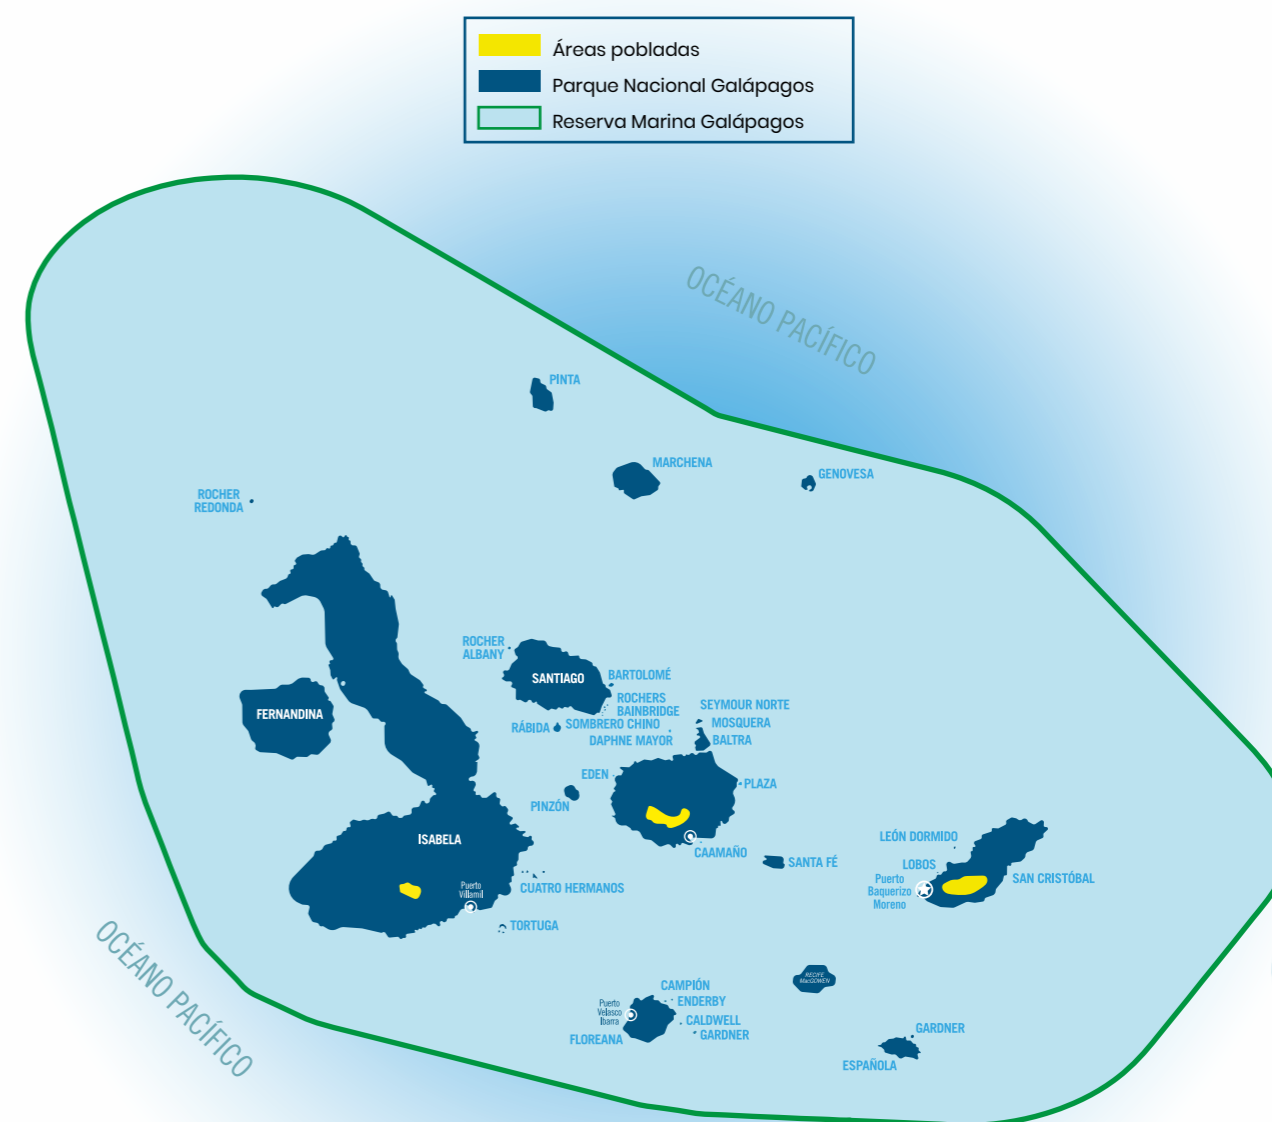 Áreas pobladas
Parque Nacional Galápagos
Reserva Marina Galápagos
OCÉANO PACÍFICO
PINTA
MARCHENA
GENOVESA
ROCHER
REDONDA
ROCHER
ALBANY
SANTIAGO
BARTOLOMÉ
ROCHERS
BAINBRIDGE
SEYMOUR NORTE
FERNANDINA
RÁBIDA
SOMBRERO CHINO
MOSQUERA
DAPHNE MAYOR
BALTRA
EDEN
PLAZA
PINZÓN
ISABELA
CAAMAÑO
SANTA FÉ
LEÓN DORMIDO
LOBOS
Puerto
Baquerizo
Moreno
SAN CRISTÓBAL
Puerto
Villamil
CUATRO HERMANOS
TORTUGA
OCÉANO PACÍFICO
RECIFE
MacGOWEN
CAMPIÓN
ENDERBY
Puerto
Velasco
Ibarra
CALDWELL
GARDNER
FLOREANA
GARDNER
ESPAÑOLA